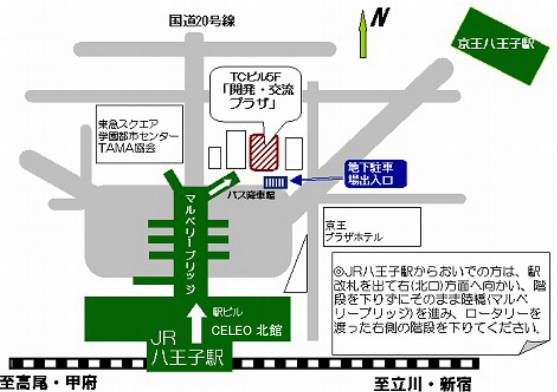 国道20号線
N
京王八王子駅
TCビル5F
「開発・交流
プラザ」
東急スクエア
学園都市センター
TAMA協会
地下駐車
場出入口
バス発車館
マルベリーブリッジ
京王
プラザホテル
◎JR八王子駅からおいでの方は、駅
改札を出て右(北口)方面へ向かい、階
段を下りずにそのまま陸橋(マルベ
リーブリッジ)を進み、ロータリーを
渡った右側の階段を下りてください。
駅ビル
CELEO 北館
JR
八王子駅
至高尾・甲府
至立川・新宿